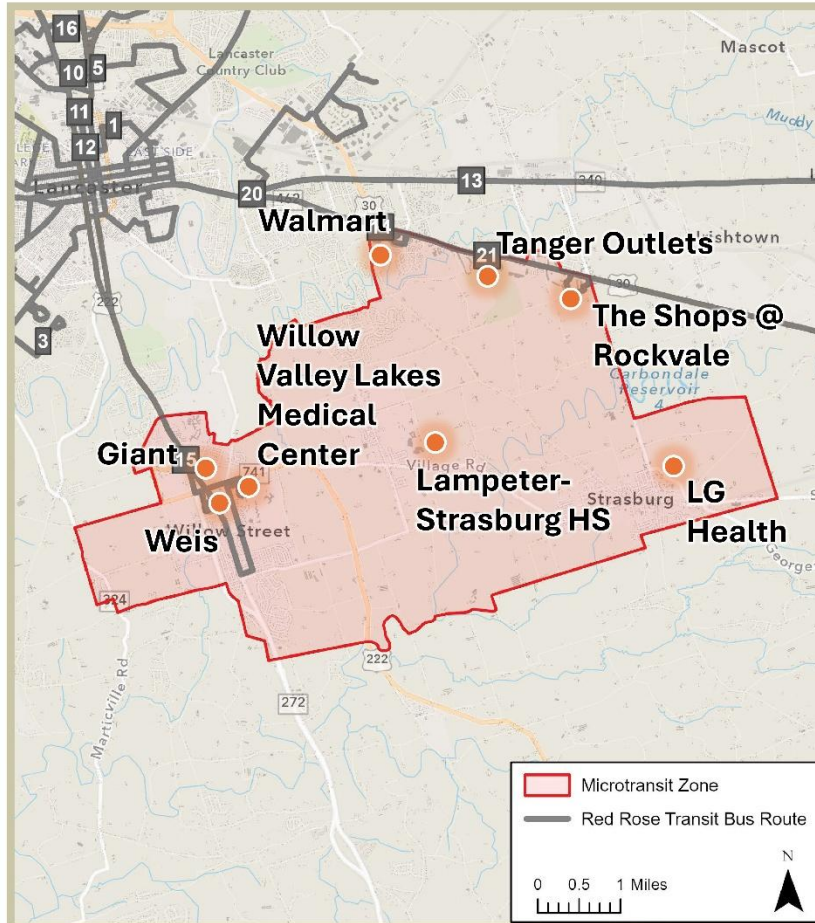 16
Lancaster
Country Club
Mascot
10
5
11
1
Muddy
12
EAST SIDE
Lancaster
13
340
20
462
30
Walmart
Tanger Outlets
21
30
222
3
The Shops @
Rockvale
Willow
Valley Lakes
Medical
Center
Carbondale
Reservoir
4
Giant
15
741
Village Rd
Lampeter-
Strasburg HS
Strasburg
LG
Health
Weis
Willow Street
324
222
272
Marticville Rd
Microtransit Zone
Red Rose Transit Bus Route
N
0 0.5 1 Miles